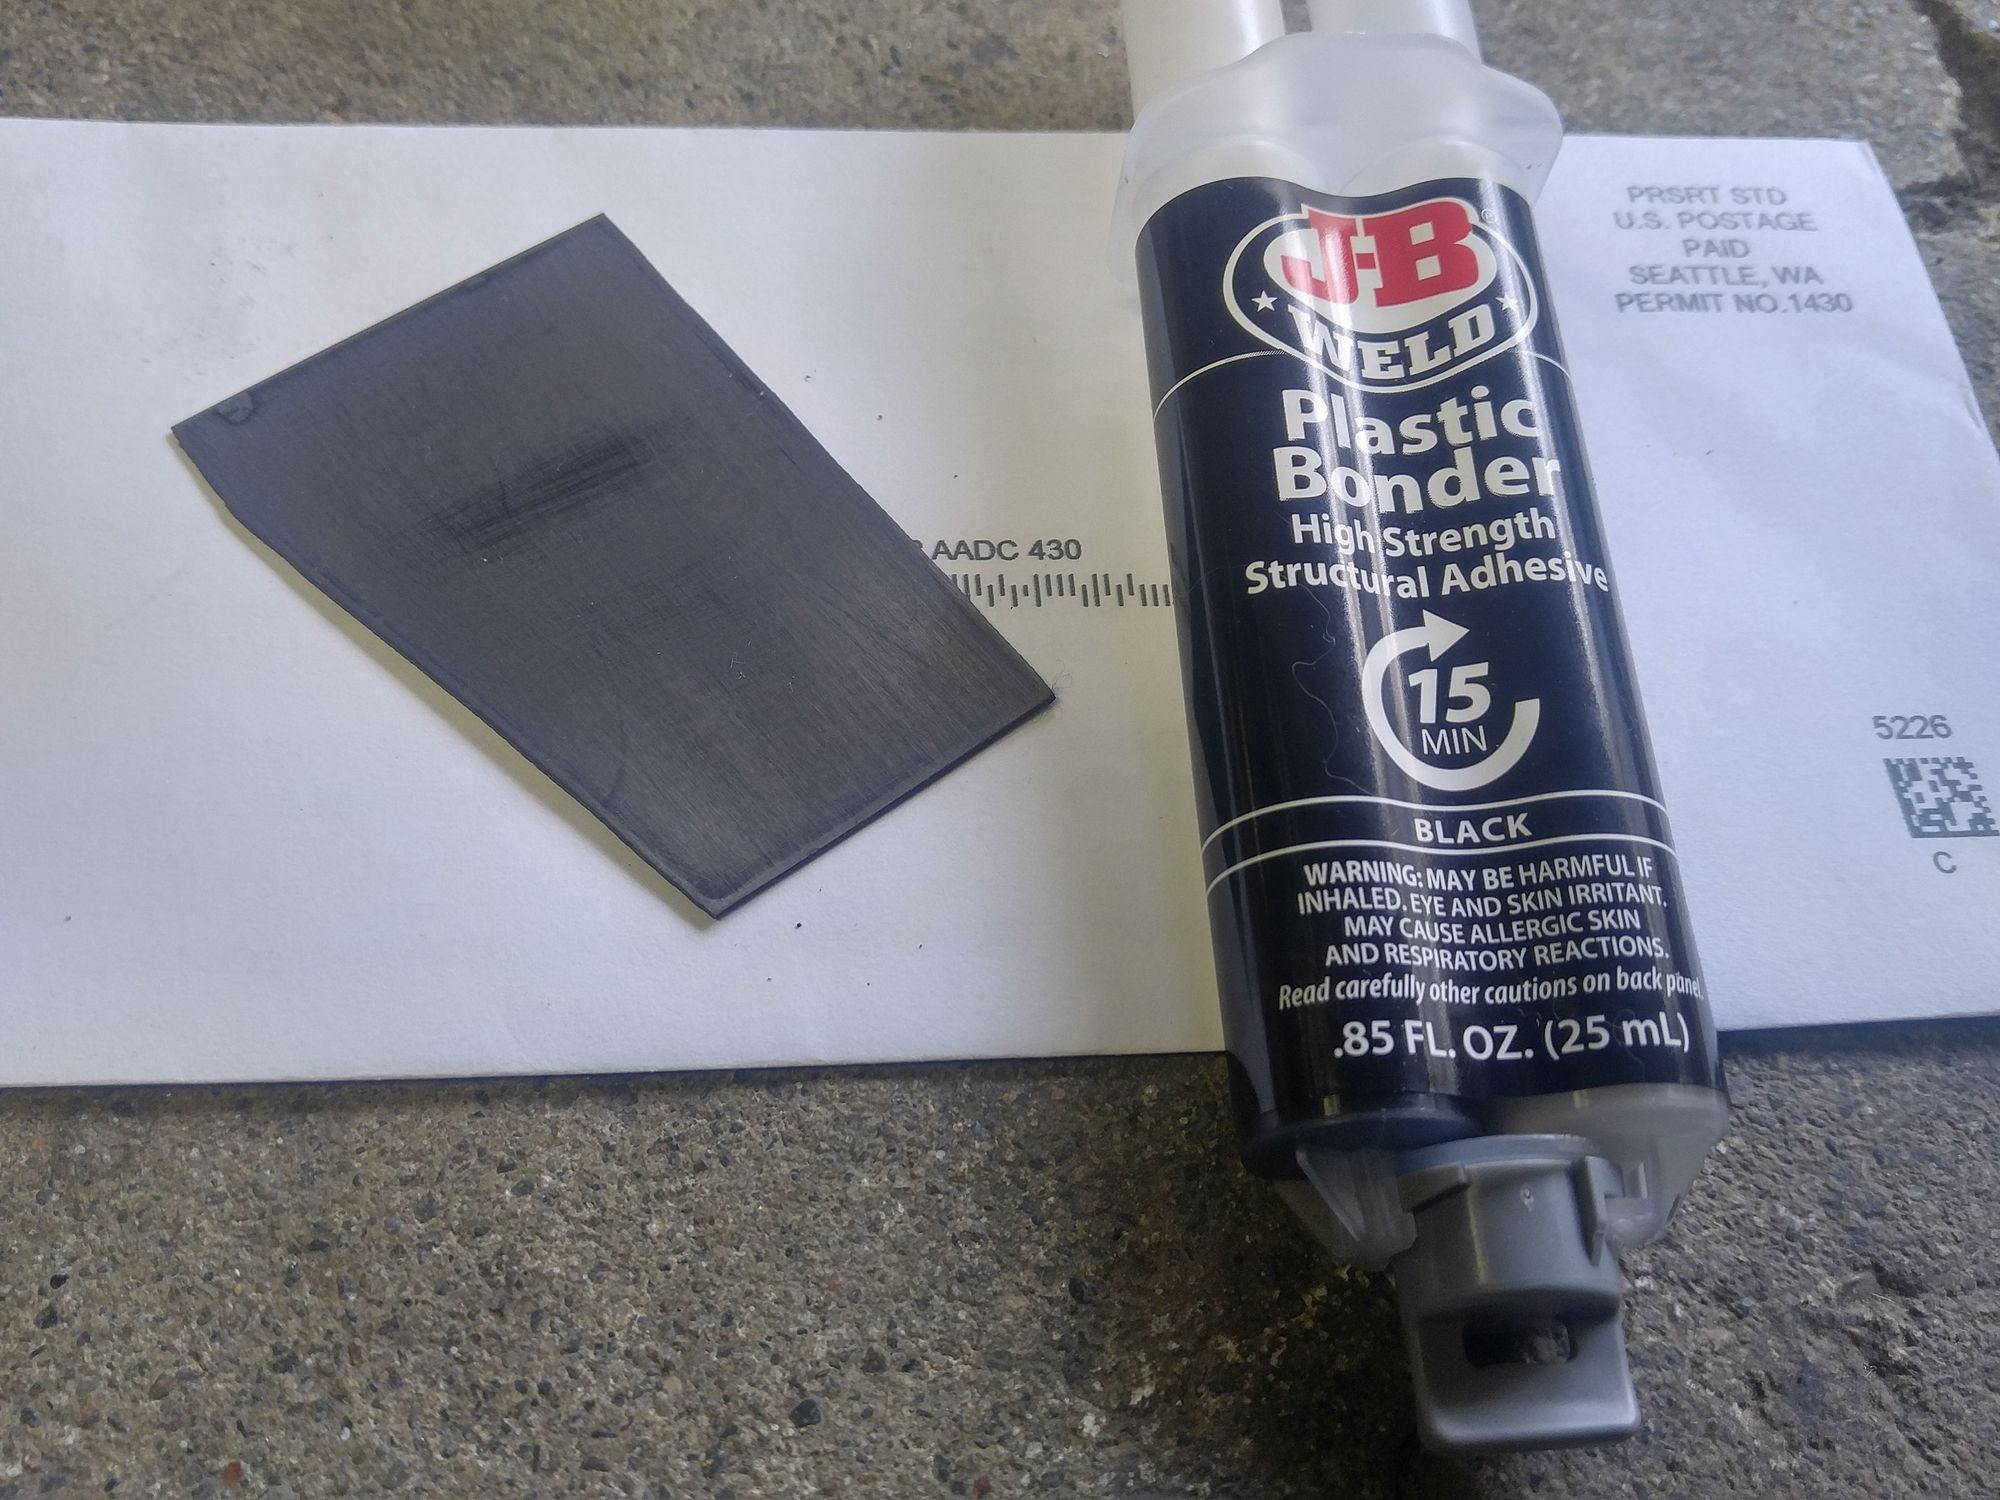 J-B
WELD
®
Plastic
Bonder
High Strength
Structural Adhesive
15
MIN
BLACK
WARNING: MAY BE HARMFUL IF
INHALED. EYE AND SKIN IRRITANT.
MAY CAUSE ALLERGIC SKIN
AND RESPIRATORY REACTIONS.
Read carefully other cautions on back panel.
.85 FL. OZ. (25 mL)
PRSRT STD
U.S. POSTAGE
PAID
SEATTLE, WA
PERMIT NO.1430
AADC 430
5226
C